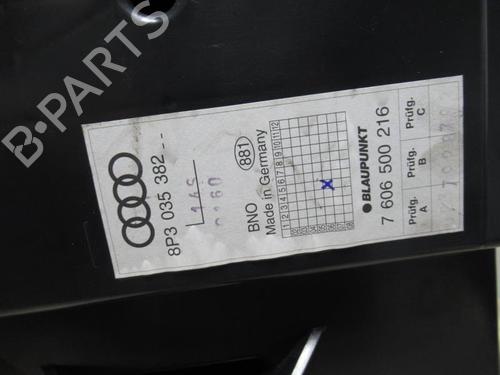 B-PARTS
8P3 035 382 --
BNO
881
Made in Germany
1 2 3 4 5 6 7 8 9 10 11 12
BLAUPUNKT
7 606 500 216
Prüfg. A
Prüfg. B
Prüfg. C